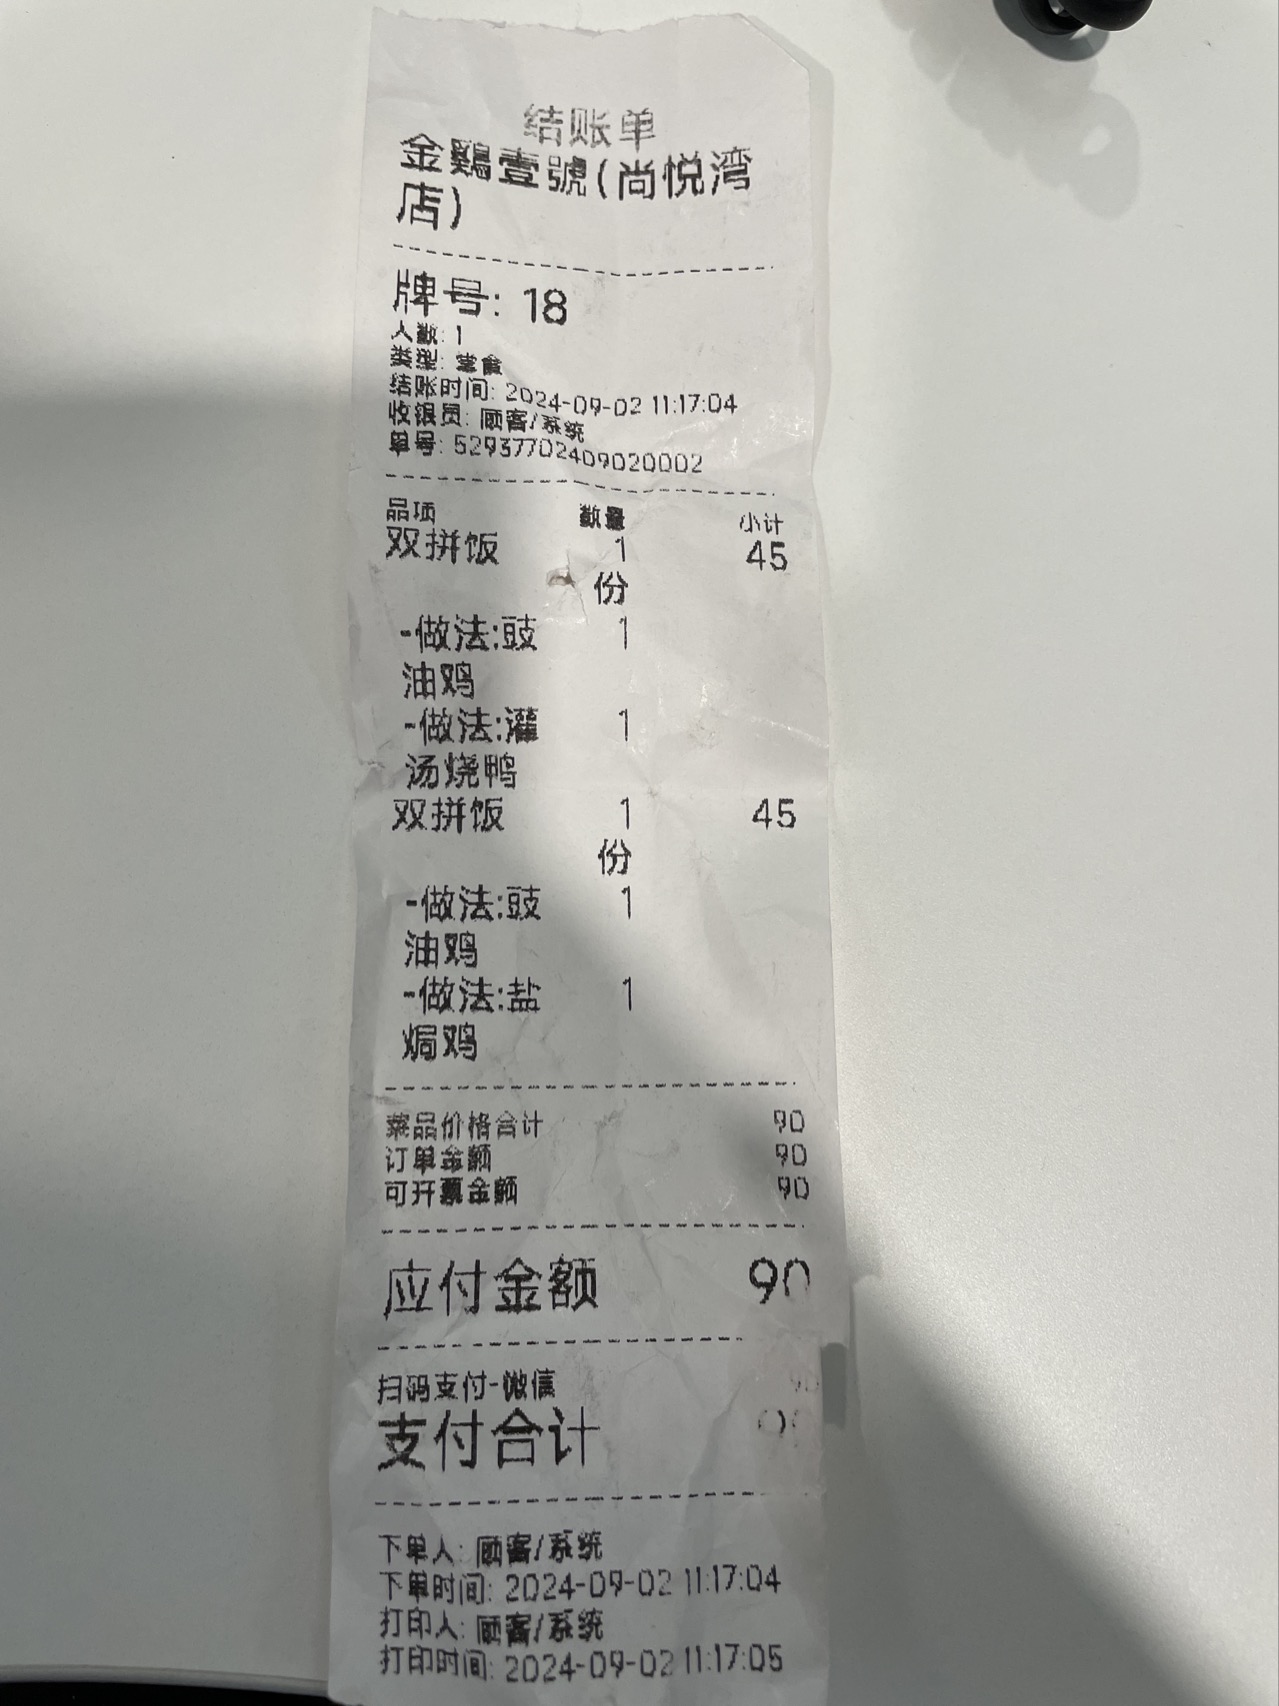 结账单
金鷄壹號(尚悦湾
店)
牌号: 18
人数: 1
类型: 堂食
结账时间: 2024-09-02 11:17:04
收银员: 顾客/系统
单号: 52937702409020002
品项 数量 小计
双拼饭 1 45
份
-做法:豉 1
油鸡
-做法:灌 1
汤烧鸭
双拼饭 1 45
份
-做法:豉 1
油鸡
-做法:盐 1
焗鸡
菜品价格合计 90
订单金额 90
可开票金额 90
应付金额 90
扫码支付-微信
支付合计
下单人: 顾客/系统
下单时间: 2024-09-02 11:17:04
打印人: 顾客/系统
打印时间: 2024-09-02 11:17:05